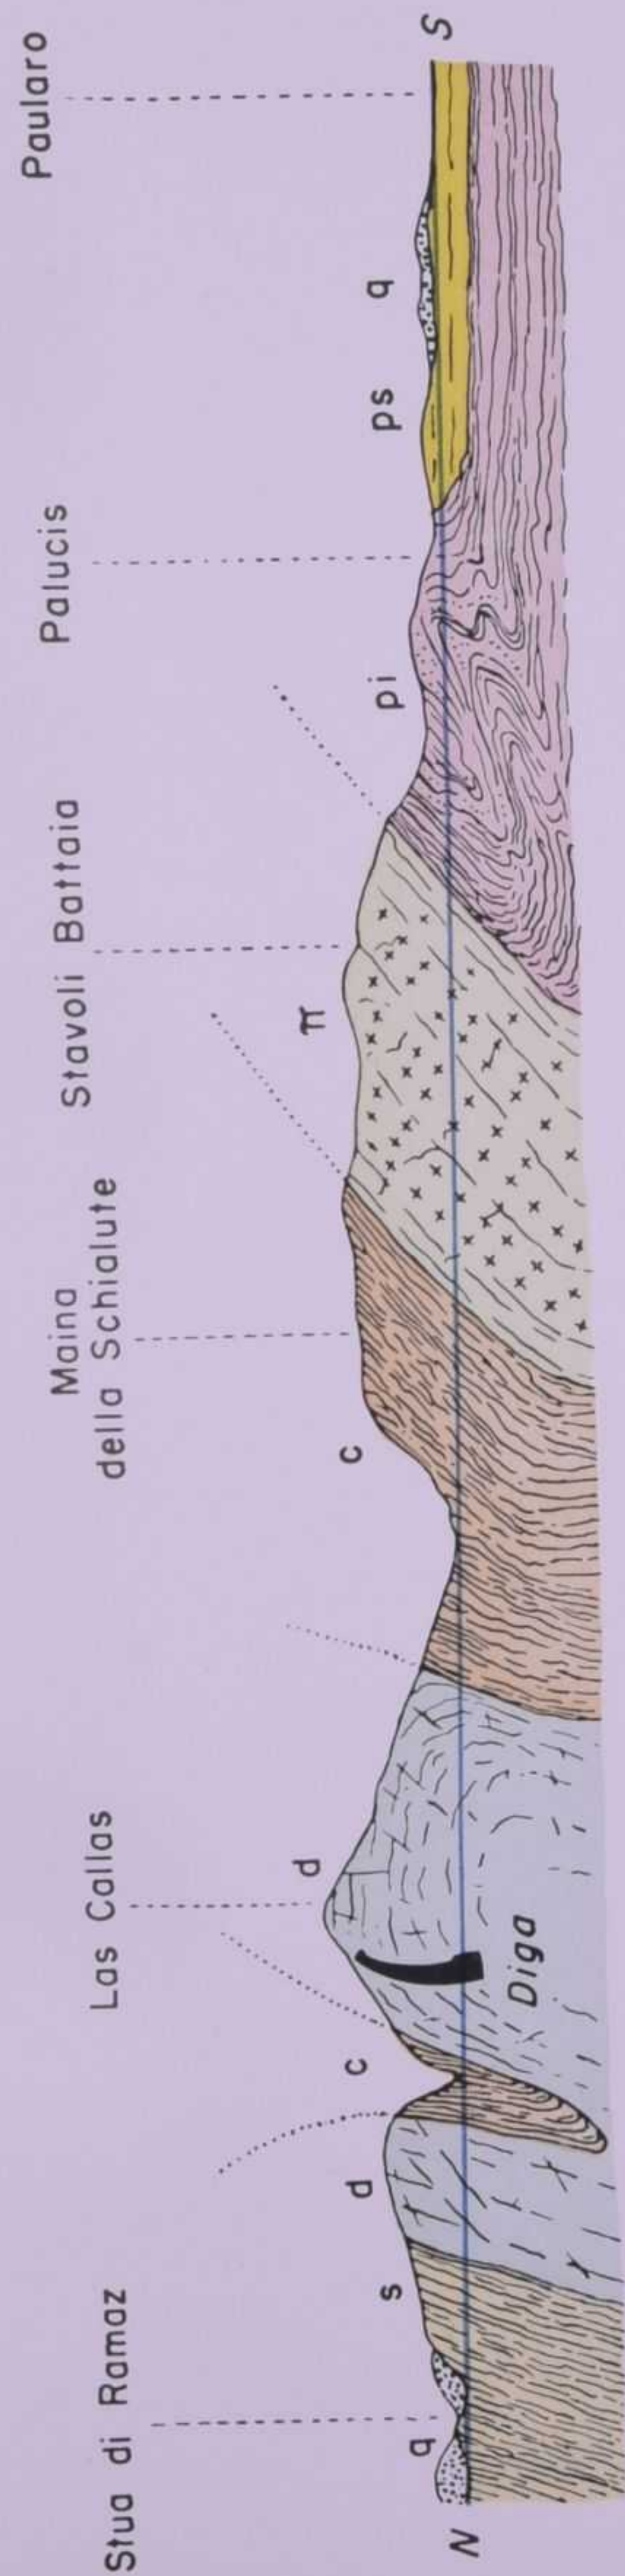 Stua di Ramaz
Las Callas
Maina
della Schialute
Stavoli Battaia
Palucis
Paularo
N
q
s
d
c
d
c
π
pi
ps
q
S
Diga